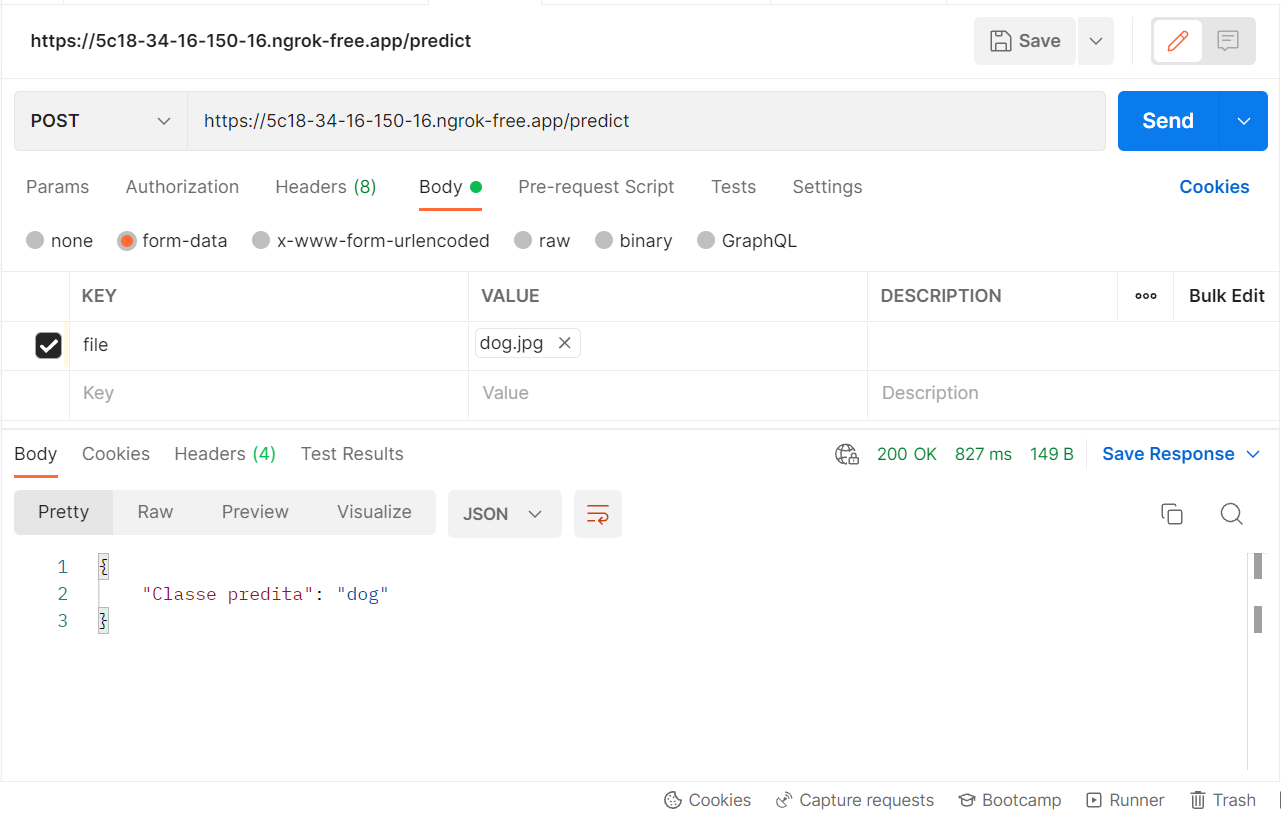 https://5c18-34-16-150-16.ngrok-free.app/predict
Save
POST https://5c18-34-16-150-16.ngrok-free.app/predict Send
Params Authorization Headers (8) Body Pre-request Script Tests Settings Cookies
none form-data x-www-form-urlencoded raw binary GraphQL
KEY VALUE DESCRIPTION ooo Bulk Edit
file dog.jpg
Key Value Description
Body Cookies Headers (4) Test Results 200 OK 827 ms 149 B Save Response
Pretty Raw Preview Visualize JSON
1 {
2 "Classe predita": "dog"
3 }
Cookies Capture requests Bootcamp Runner Trash